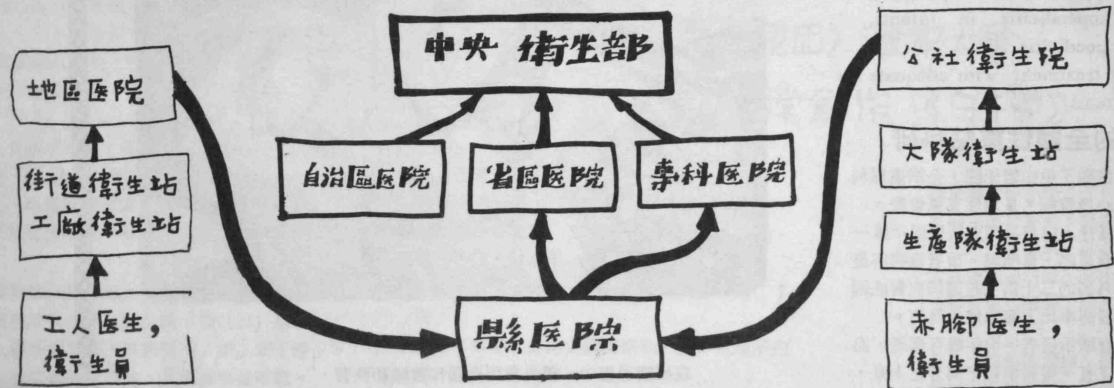 中央 衛生部
地區医院
公社衛生院
自治區医院
省區医院
專科医院
街道衛生站
工廠衛生站
大隊衛生站
生產隊衛生站
工人医生，
衛生員
縣医院
赤腳医生，
衛生員